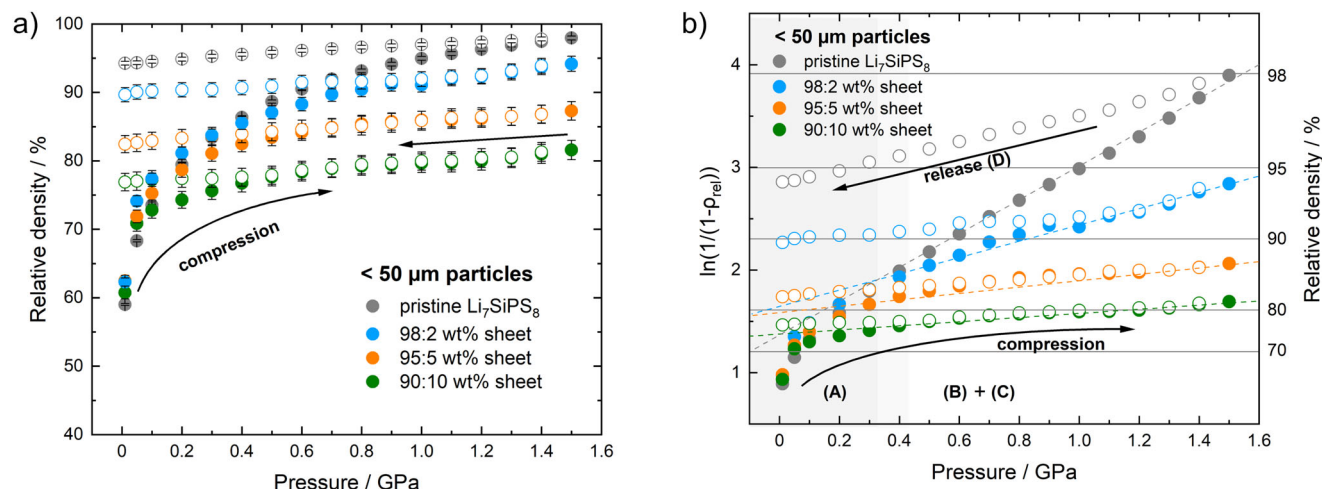 a)
Relative density / %
100
90
80
70
60
50
40
compression
< 50 µm particles
pristine Li₇SiPS₈
98:2 wt% sheet
95:5 wt% sheet
90:10 wt% sheet
0 0.2 0.4 0.6 0.8 1.0 1.2 1.4 1.6
Pressure / GPa
b)
ln(1/(1-ρrel))
4
3
2
1
< 50 µm particles
pristine Li₇SiPS₈
98:2 wt% sheet
95:5 wt% sheet
90:10 wt% sheet
release (D)
compression
(A)
(B) + (C)
98
95
90
80
70
Relative density / %
0 0.2 0.4 0.6 0.8 1.0 1.2 1.4 1.6
Pressure / GPa